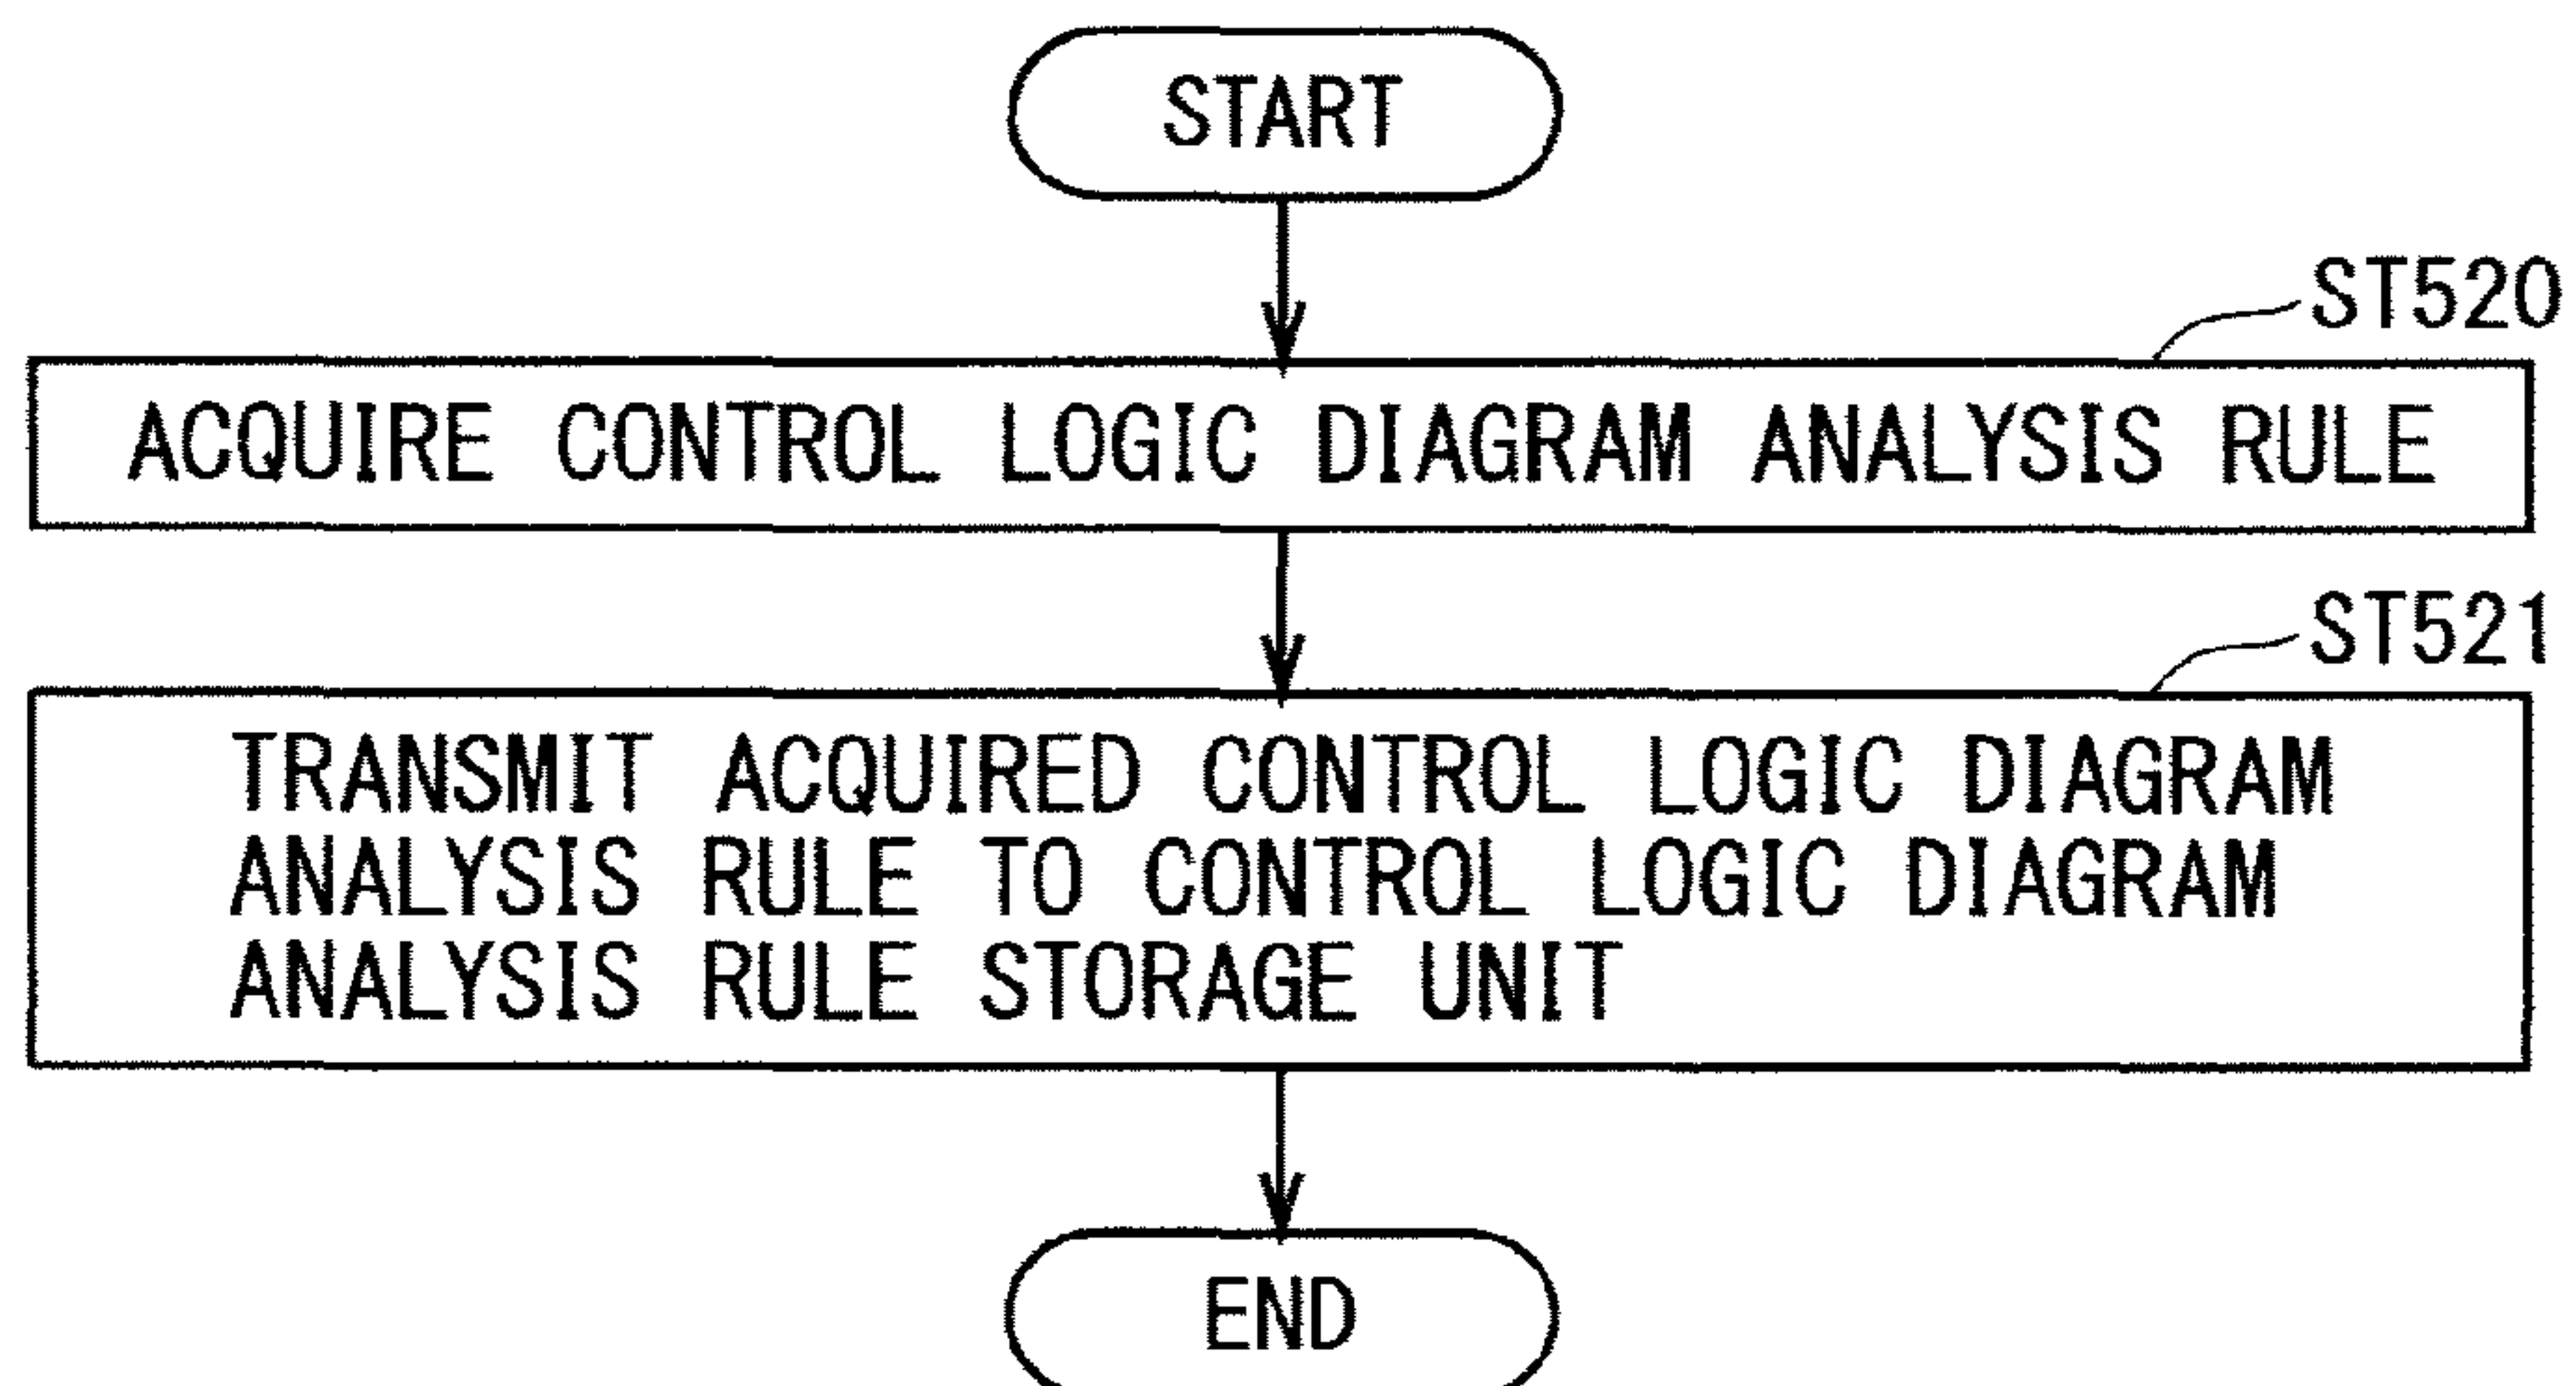 START
ST520
ACQUIRE CONTROL LOGIC DIAGRAM ANALYSIS RULE
ST521
TRANSMIT ACQUIRED CONTROL LOGIC DIAGRAM
ANALYSIS RULE TO CONTROL LOGIC DIAGRAM
ANALYSIS RULE STORAGE UNIT
END